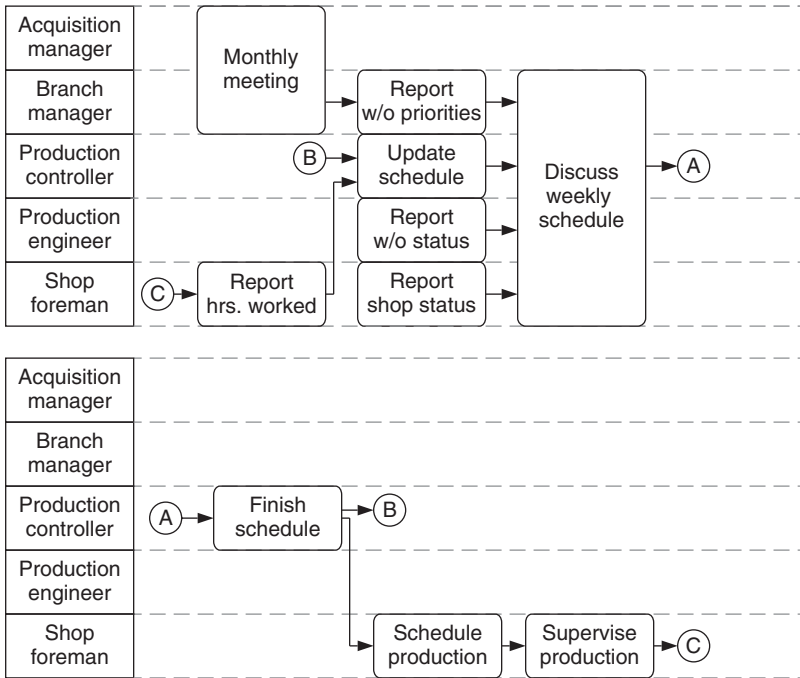 Acquisition
manager
Monthly
meeting
Branch
manager
Report
w/o priorities
Production
controller
B
Update
schedule
Discuss
weekly
schedule
A
Production
engineer
Report
w/o status
Shop
foreman
C
Report
hrs. worked
Report
shop status
Acquisition
manager
Branch
manager
Production
controller
A
Finish
schedule
B
Production
engineer
Shop
foreman
Schedule
production
Supervise
production
C